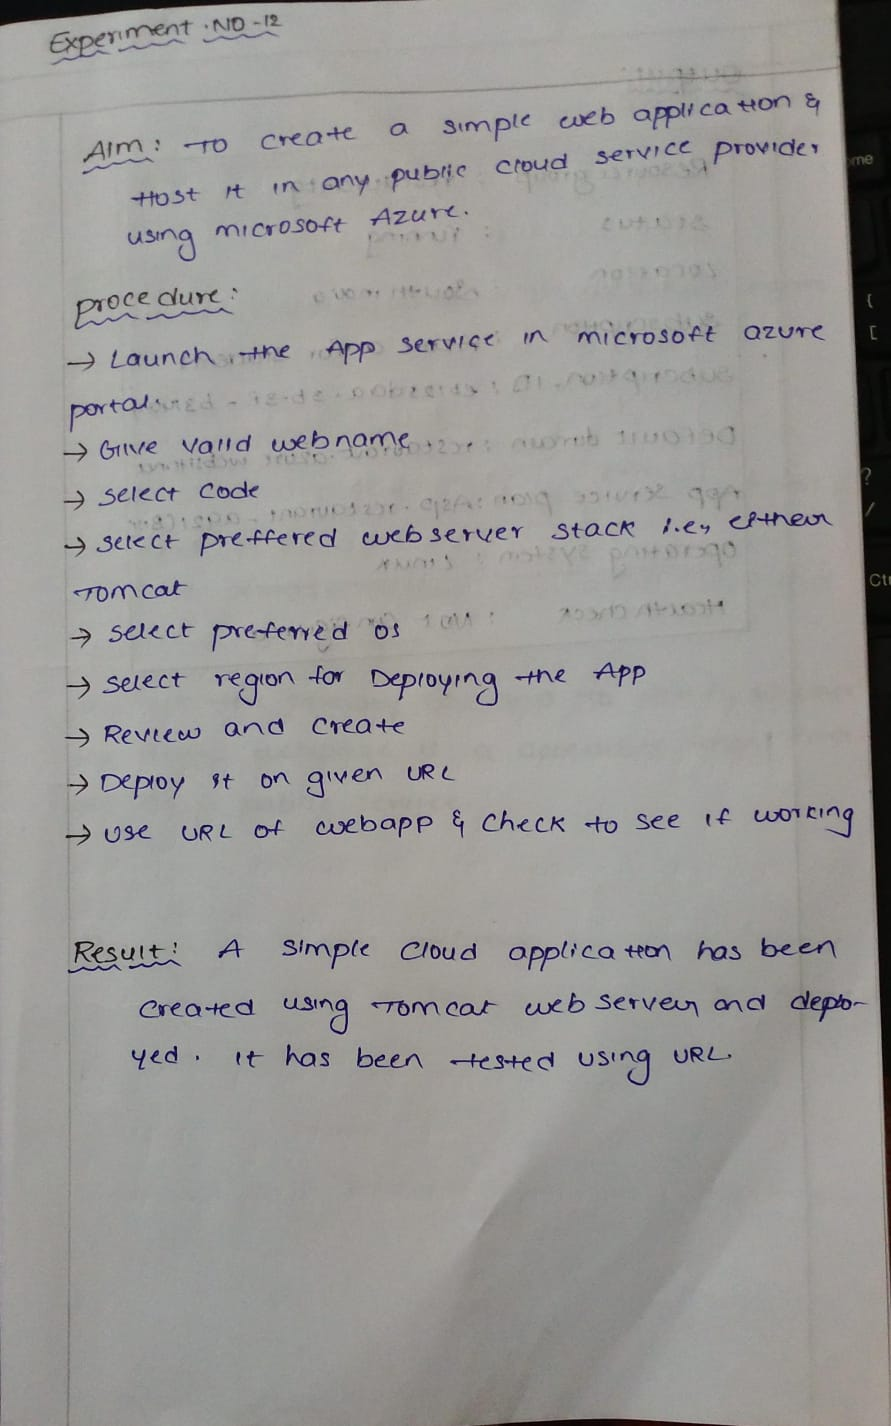 Experiment.NO-12
AIM: To create a simple web application &
Host it in any public cloud service provider
using microsoft Azure.
procedure:
→ Launch the App service in microsoft azure
portal.
→ Give valid webname
→ select code
→ select preffered webserver stack i.e, either
Tomcat
→ select preferred os
→ select region for Deploying the App
→ Review and create
→ Deploy it on given URL
→ use URL of webapp & check to see if working
Result: A simple cloud application has been
created using Tomcat web server and deplo-
yed. it has been tested using URL.
me
{
[
?
/
Ctr